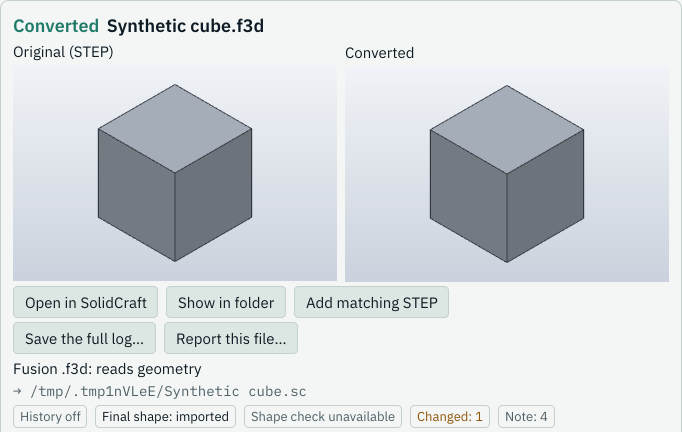 Converted Synthetic cube.f3d
Original (STEP)
Converted
Open in SolidCraft
Show in folder
Add matching STEP
Save the full log...
Report this file...
Fusion .f3d: reads geometry
→ /tmp/.tmp1nVLeE/Synthetic cube.sc
History off
Final shape: imported
Shape check unavailable
Changed: 1
Note: 4